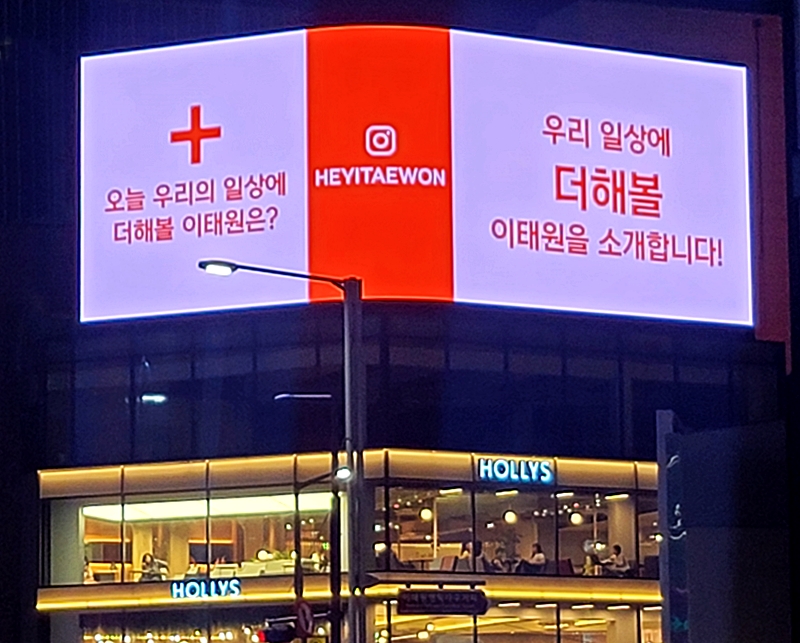 오늘 우리의 일상에
더해볼 이태원은?
HEYITAEWON
우리 일상에
더해볼
이태원을 소개합니다!
HOLLYS
HOLLYS